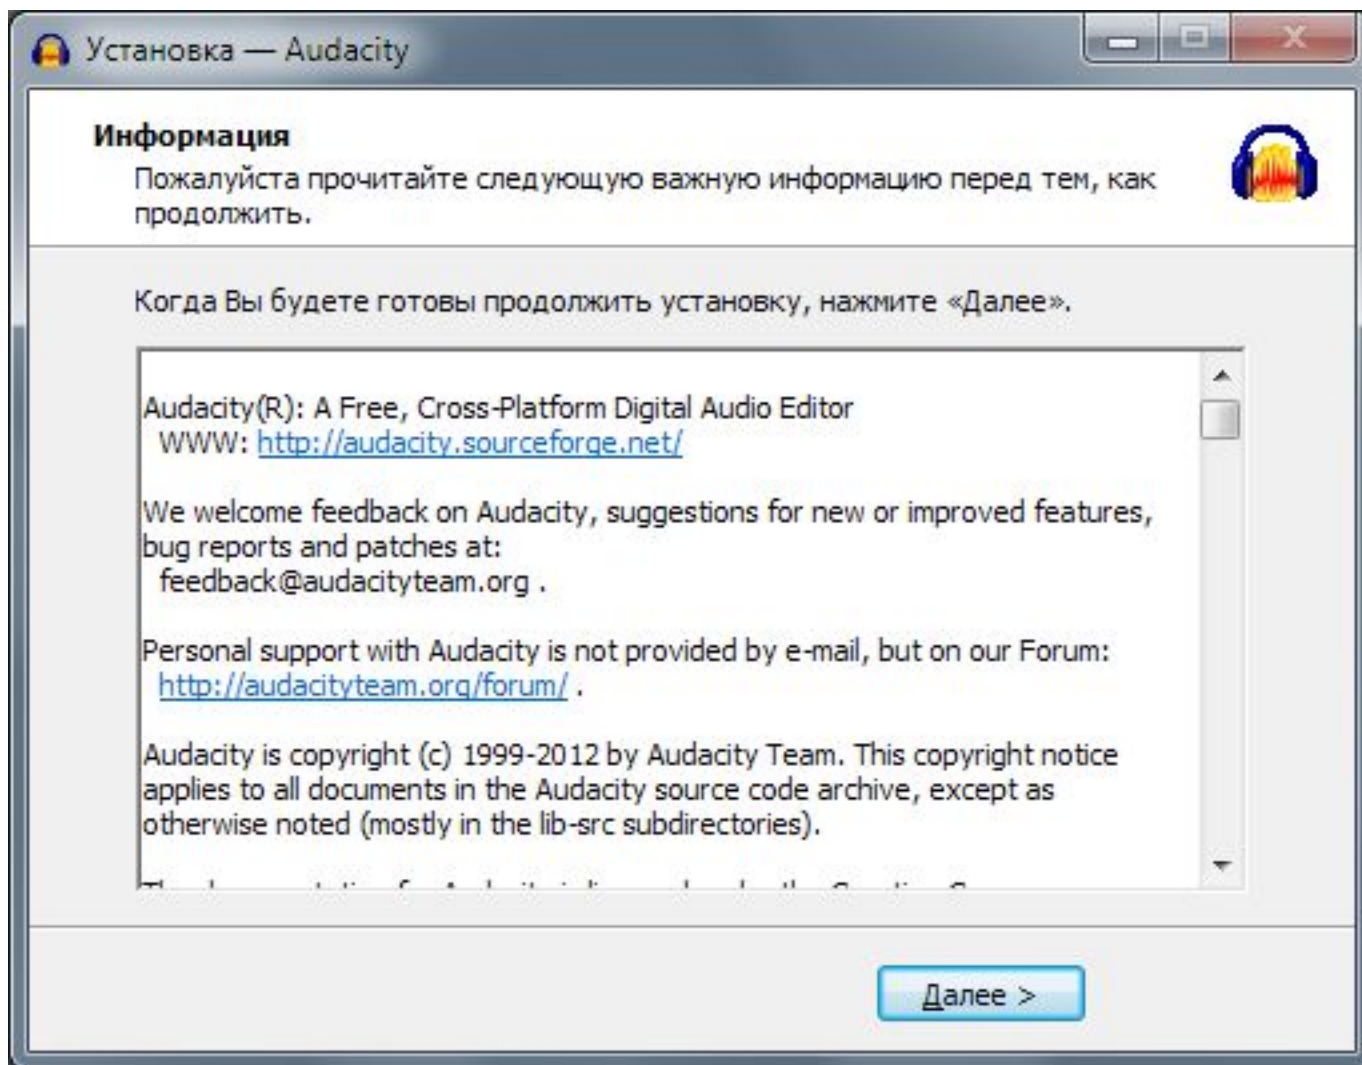 Установка — Audacity
Информация
Пожалуйста прочитайте следующую важную информацию перед тем, как
продолжить.
Когда Вы будете готовы продолжить установку, нажмите «Далее».
Audacity(R): A Free, Cross-Platform Digital Audio Editor
WWW: http://audacity.sourceforge.net/
We welcome feedback on Audacity, suggestions for new or improved features,
bug reports and patches at:
feedback@audacityteam.org .
Personal support with Audacity is not provided by e-mail, but on our Forum:
http://audacityteam.org/forum/ .
Audacity is copyright (c) 1999-2012 by Audacity Team. This copyright notice
applies to all documents in the Audacity source code archive, except as
otherwise noted (mostly in the lib-src subdirectories).
Далее >